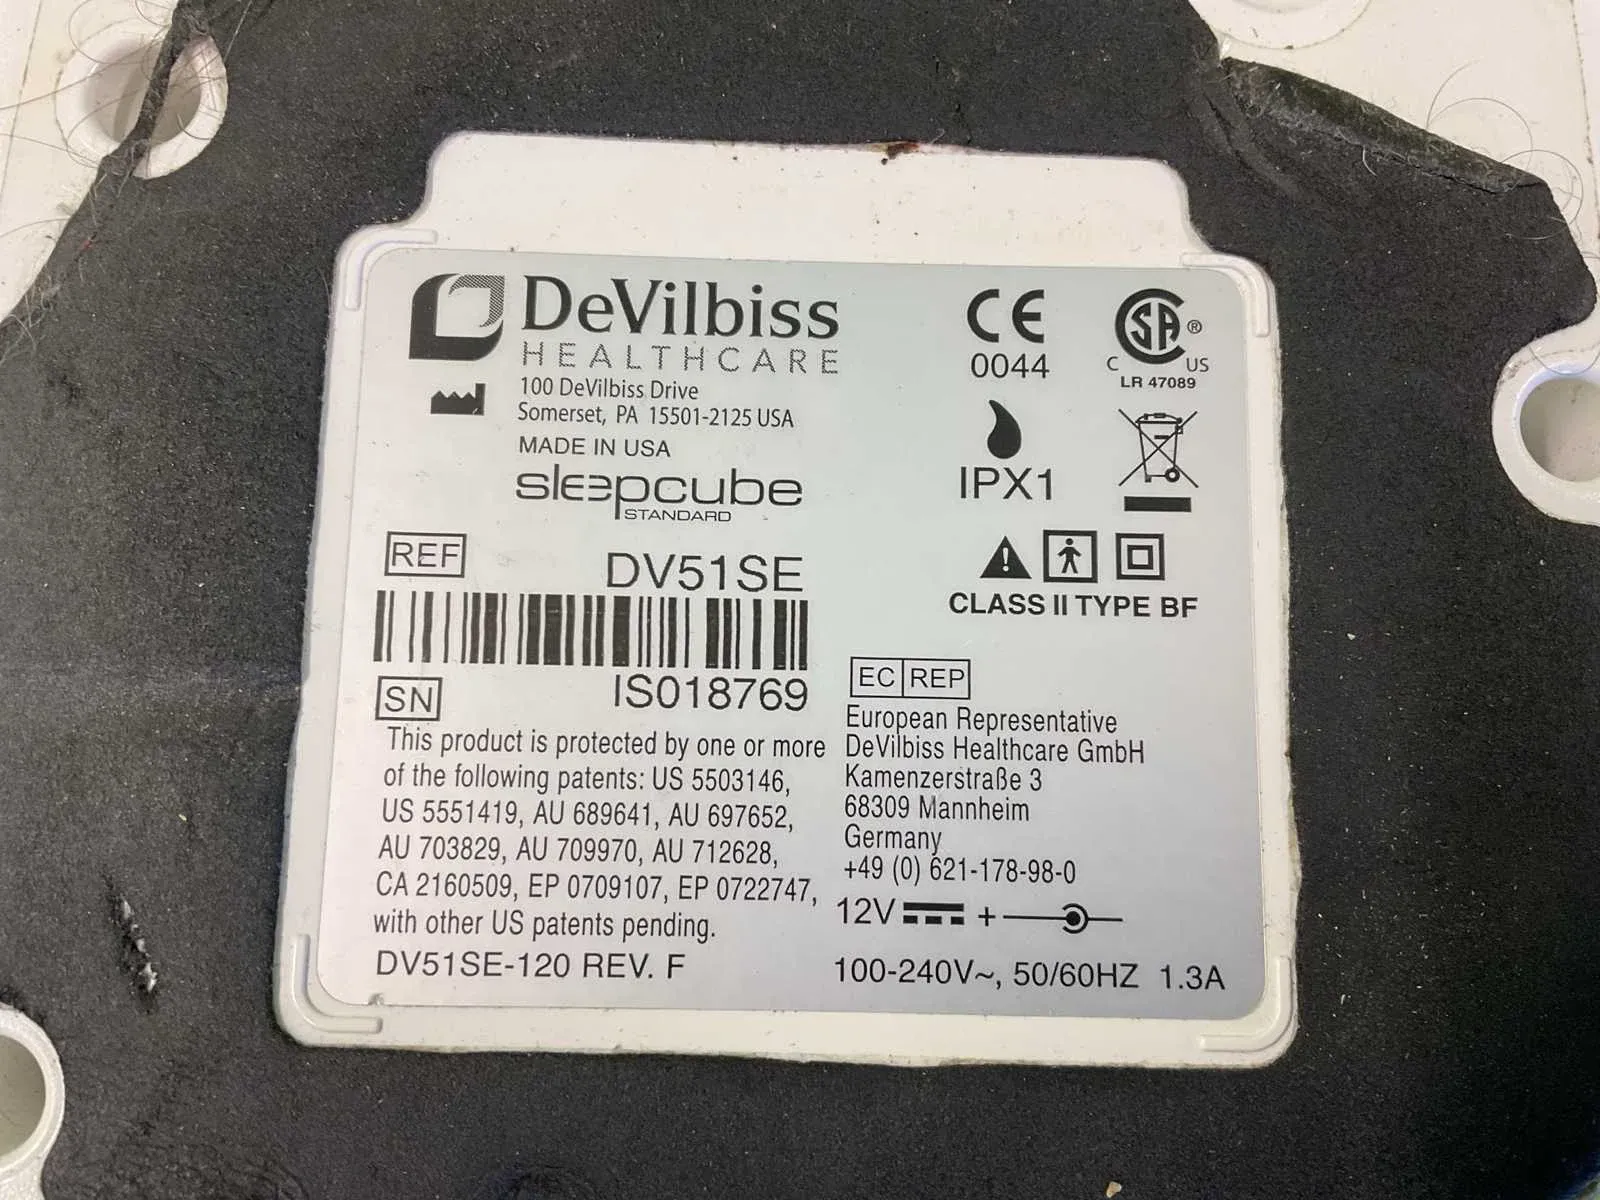 DeVilbiss
HEALTHCARE
100 DeVilbiss Drive
Somerset, PA 15501-2125 USA
MADE IN USA
sleepcube
STANDARD
REF
DV51SE
SN
IS018769
This product is protected by one or more
of the following patents: US 5503146,
US 5551419, AU 689641, AU 697652,
AU 703829, AU 709970, AU 712628,
CA 2160509, EP 0709107, EP 0722747,
with other US patents pending.
DV51SE-120 REV. F
CE
0044
SA ®
C US
LR 47089
IPX1
CLASS II TYPE BF
EC REP
European Representative
DeVilbiss Healthcare GmbH
Kamenzerstraße 3
68309 Mannheim
Germany
+49 (0) 621-178-98-0
12V +
100-240V~, 50/60HZ 1.3A